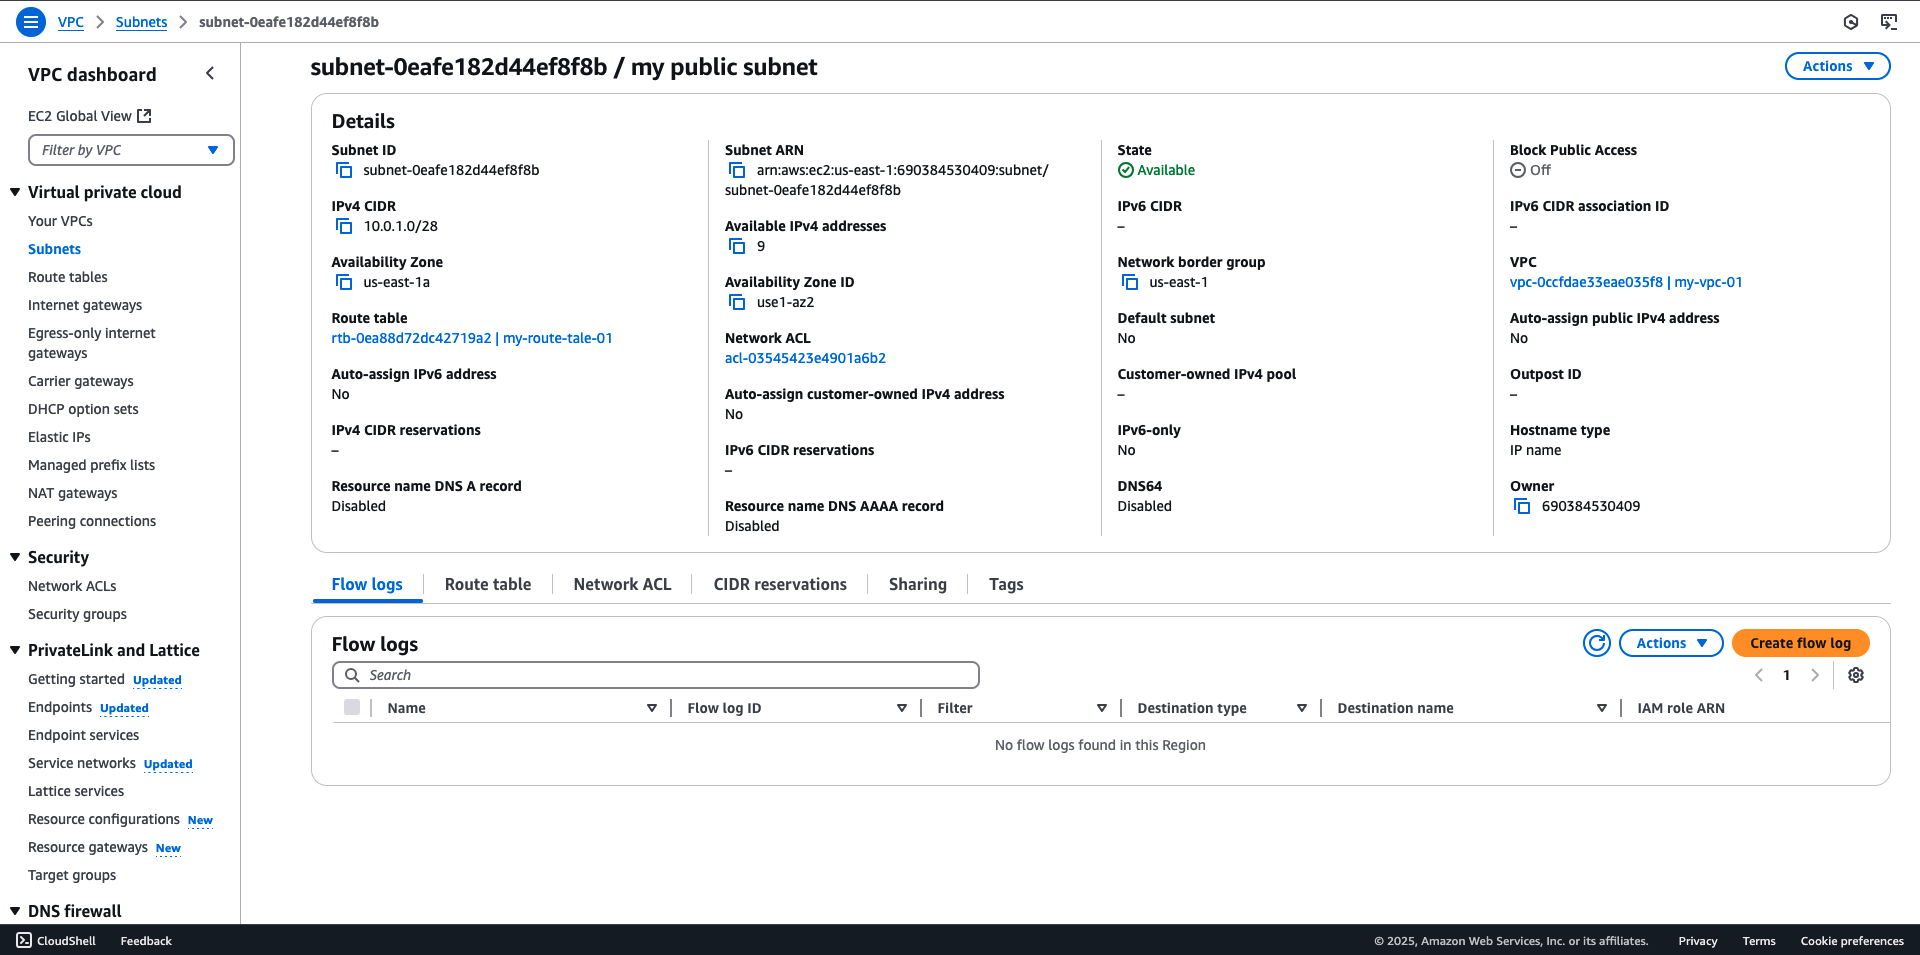 VPC
Subnets
subnet-0eafe182d44ef8f8b
VPC dashboard
EC2 Global View
Filter by VPC
Virtual private cloud
Your VPCs
Subnets
Route tables
Internet gateways
Egress-only internet
gateways
Carrier gateways
DHCP option sets
Elastic IPs
Managed prefix lists
NAT gateways
Peering connections
Security
Network ACLs
Security groups
PrivateLink and Lattice
Getting started Updated
Endpoints Updated
Endpoint services
Service networks Updated
Lattice services
Resource configurations New
Resource gateways New
Target groups
DNS firewall
subnet-0eafe182d44ef8f8b / my public subnet
Actions
Details
Subnet ID
subnet-0eafe182d44ef8f8b
IPv4 CIDR
10.0.1.0/28
Availability Zone
us-east-1a
Route table
rtb-0ea88d72dc42719a2 | my-route-tale-01
Auto-assign IPv6 address
No
IPv4 CIDR reservations
–
Resource name DNS A record
Disabled
Subnet ARN
arn:aws:ec2:us-east-1:690384530409:subnet/
subnet-0eafe182d44ef8f8b
Available IPv4 addresses
9
Availability Zone ID
use1-az2
Network ACL
acl-03545423e4901a6b2
Auto-assign customer-owned IPv4 address
No
IPv6 CIDR reservations
–
Resource name DNS AAAA record
Disabled
State
Available
IPv6 CIDR
–
Network border group
us-east-1
Default subnet
No
Customer-owned IPv4 pool
–
IPv6-only
No
DNS64
Disabled
Block Public Access
Off
IPv6 CIDR association ID
–
VPC
vpc-0ccfdae33eae035f8 | my-vpc-01
Auto-assign public IPv4 address
No
Outpost ID
–
Hostname type
IP name
Owner
690384530409
Flow logs
Route table
Network ACL
CIDR reservations
Sharing
Tags
Flow logs
Actions
Create flow log
Search
1
Name
Flow log ID
Filter
Destination type
Destination name
IAM role ARN
No flow logs found in this Region
CloudShell
Feedback
© 2025, Amazon Web Services, Inc. or its affiliates.
Privacy
Terms
Cookie preferences